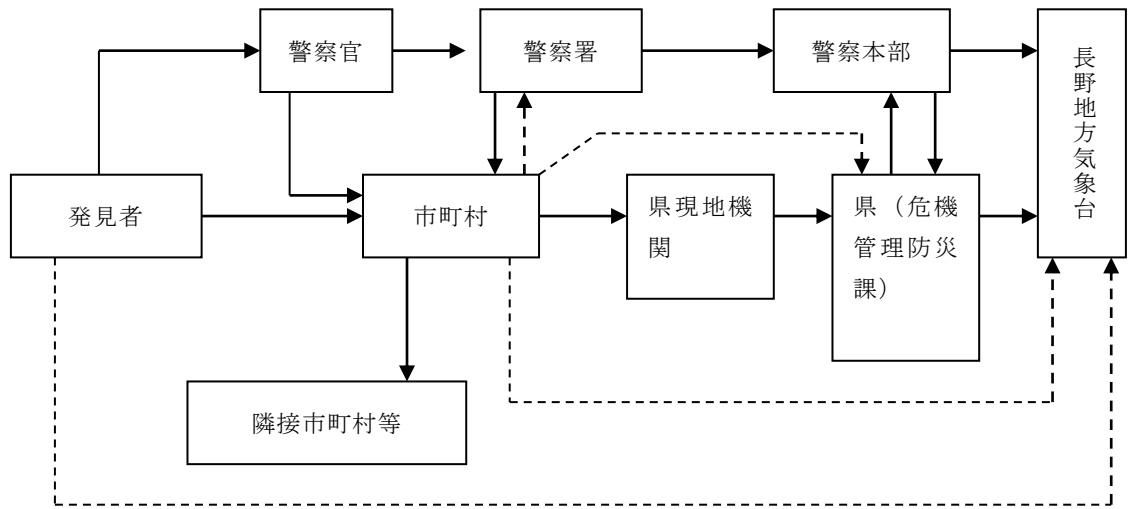 警察官
警察署
警察本部
長野地方気象台
発見者
市町村
県現地機
関
県（危機
管理防災
課）
隣接市町村等